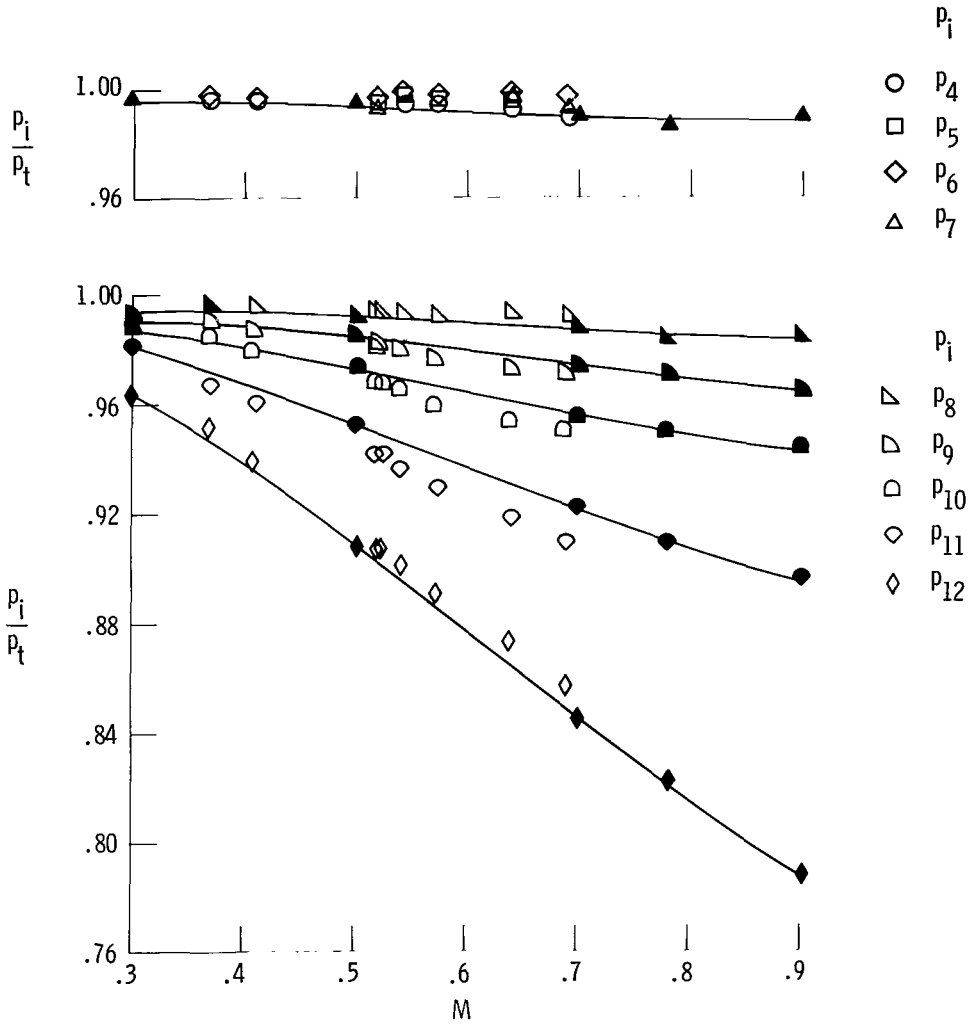 p_i
1.00
p_i
p_t
.96
p_4
p_5
p_6
p_7
1.00
.96
.92
.88
p_i
p_t
.84
.80
.76
.3 .4 .5 .6 .7 .8 .9
M
p_i
p_8
p_9
p_10
p_11
p_12